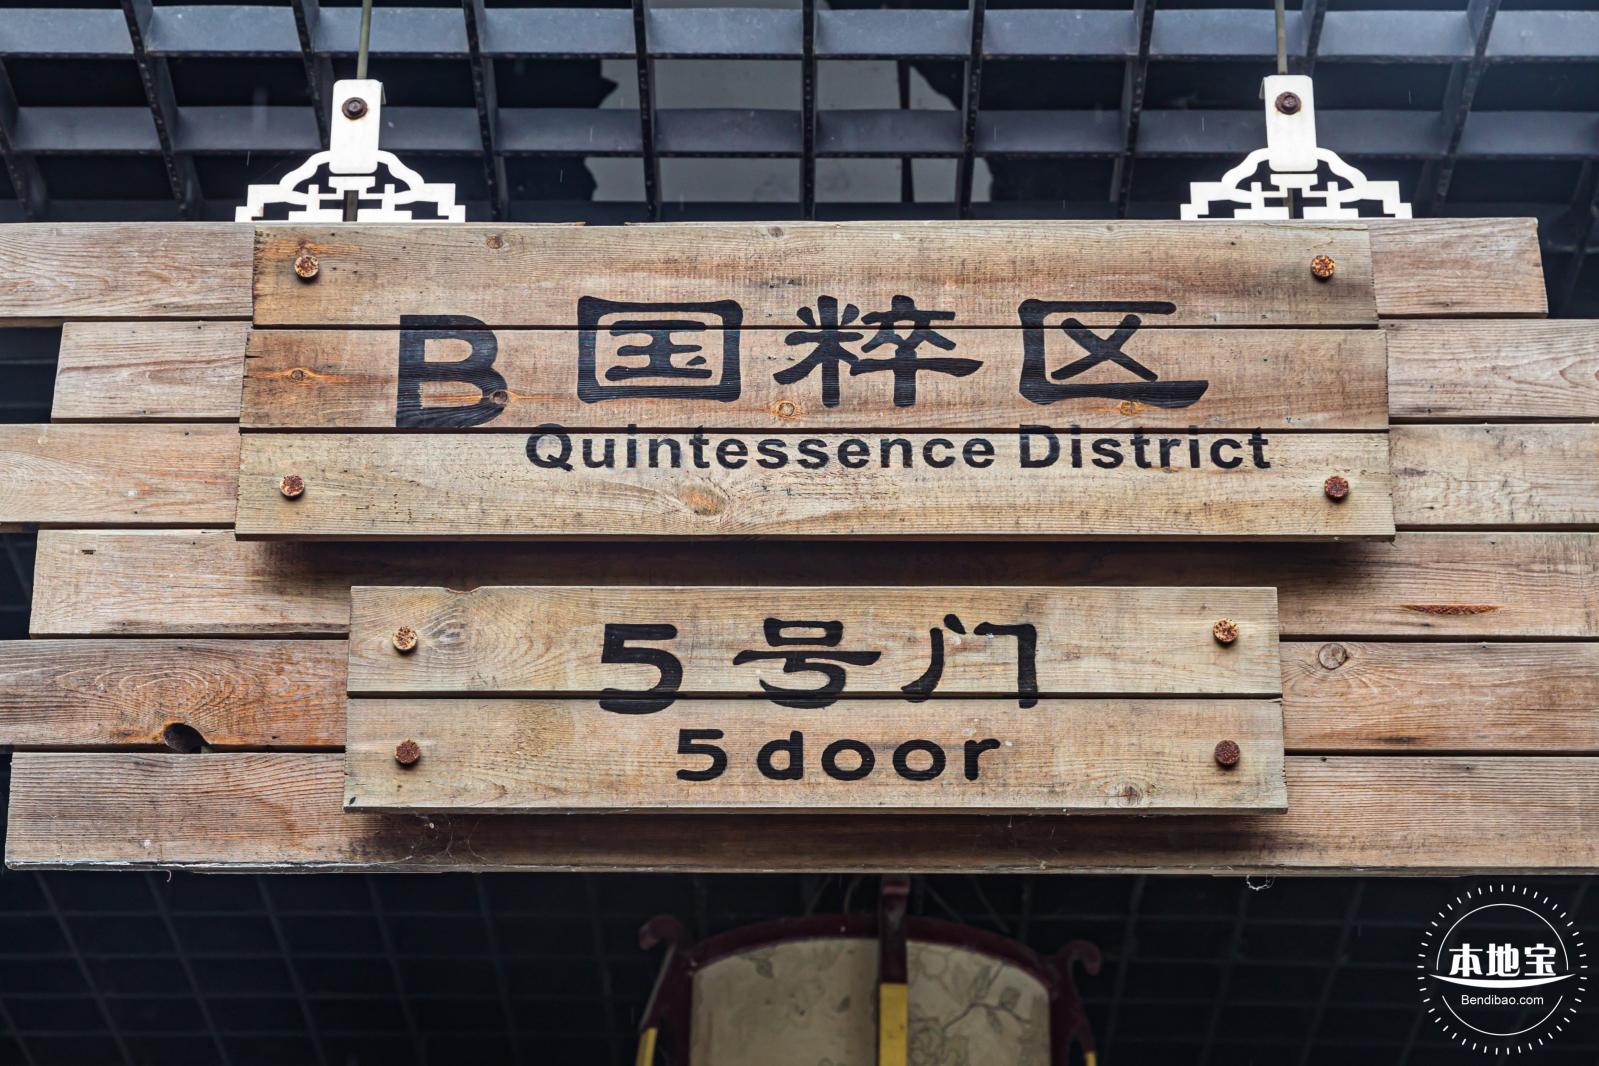 B 国粹区
Quintessence District
5号门
5 door
本地宝
Bendibao.com